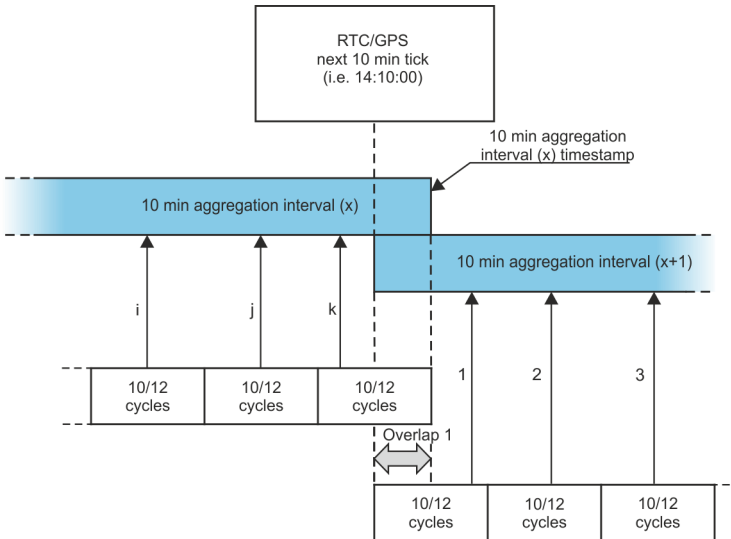 RTC/GPS
next 10 min tick
(i.e. 14:10:00)
10 min aggregation
interval (x) timestamp
10 min aggregation interval (x)
10 min aggregation interval (x+1)
i
j
k
1
2
3
10/12
cycles
10/12
cycles
10/12
cycles
Overlap 1
10/12
cycles
10/12
cycles
10/12
cycles